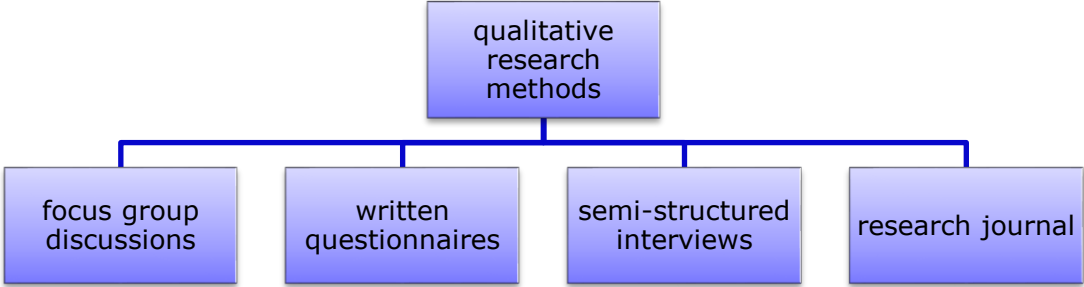 qualitative
research
methods
focus group
discussions
written
questionnaires
semi-structured
interviews
research journal